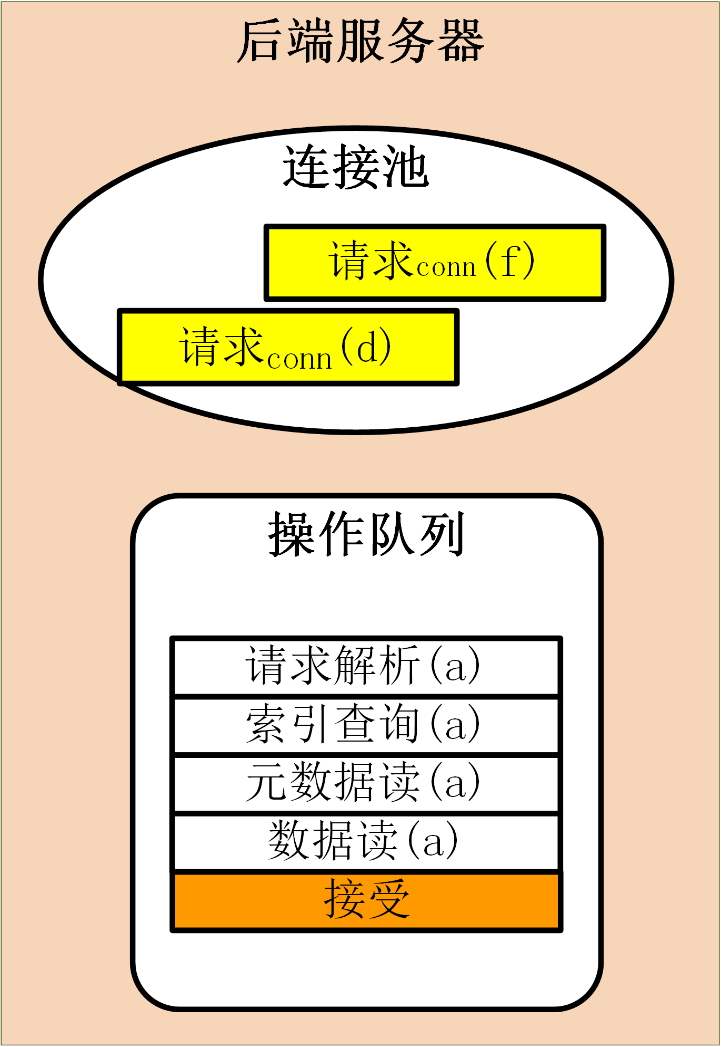 后端服务器
连接池
请求conn(f)
请求conn(d)
操作队列
请求解析(a)
索引查询(a)
元数据读(a)
数据读(a)
接受